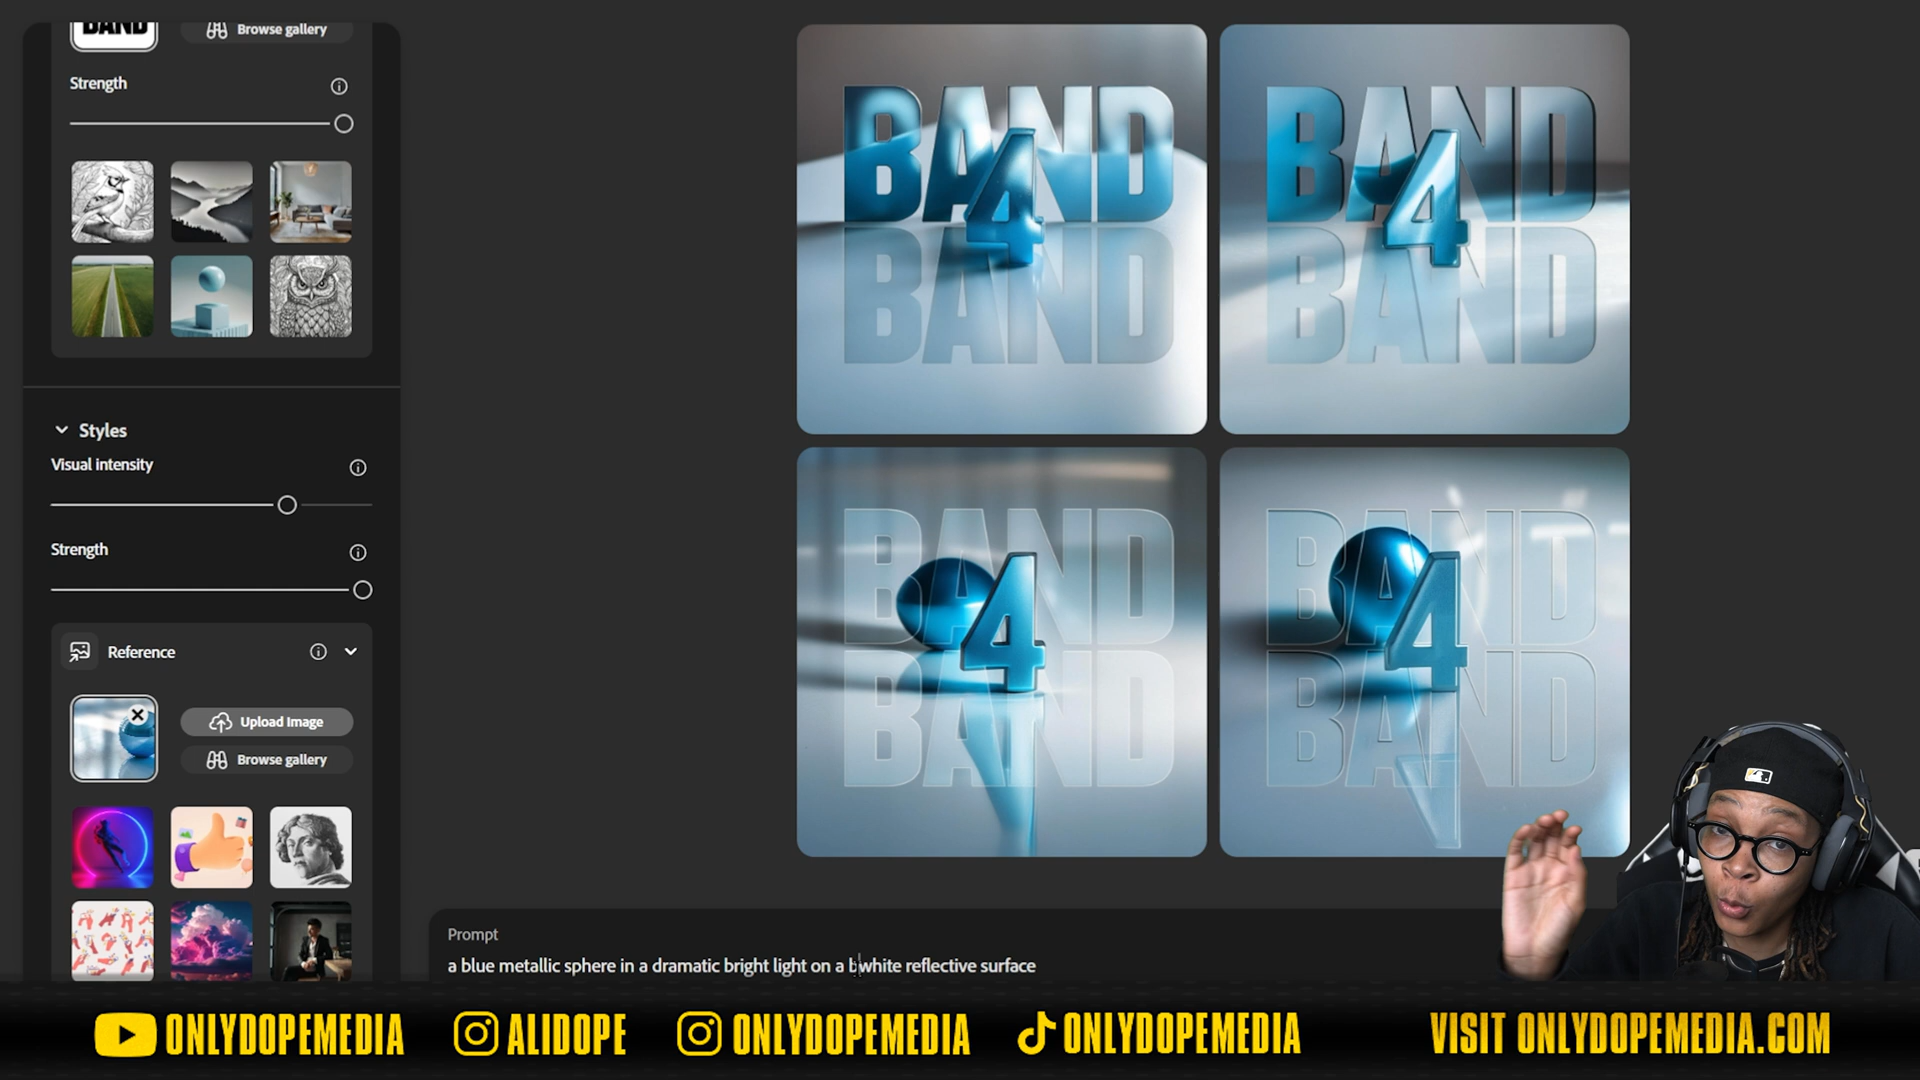 BAND
Browse gallery
Strength
Styles
Visual intensity
Strength
Reference
Upload Image
Browse gallery
BAND
4
BAND
BAND
4
BAND
BAND
4
BAND
BAND
4
BAND
Prompt
a blue metallic sphere in a dramatic bright light on a bwhite reflective surface
ONLYDOPEMEDIA
ALIDOPE
ONLYDOPEMEDIA
ONLYDOPEMEDIA
VISIT ONLYDOPEMEDIA.COM